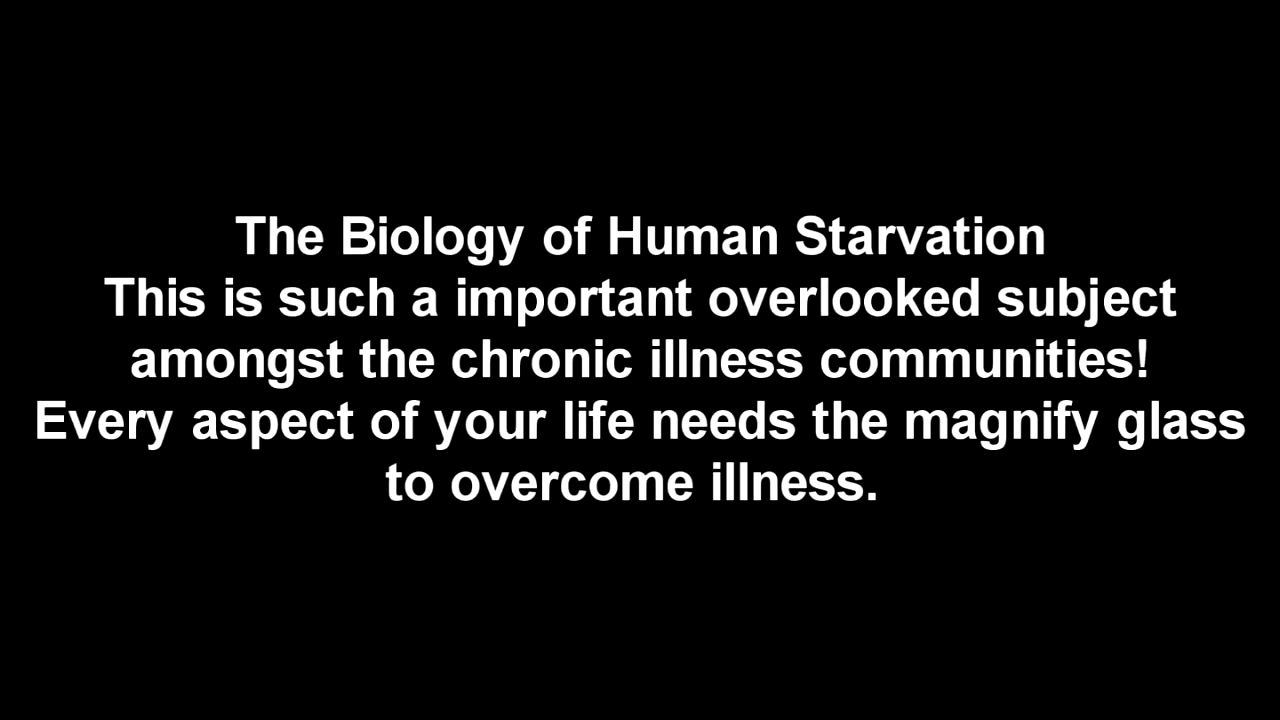 The Biology of Human Starvation
This is such a important overlooked subject
amongst the chronic illness communities!
Every aspect of your life needs the magnify glass
to overcome illness.